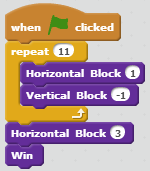 when clicked
repeat 11
Horizontal Block 1
Vertical Block -1
Horizontal Block 3
Win